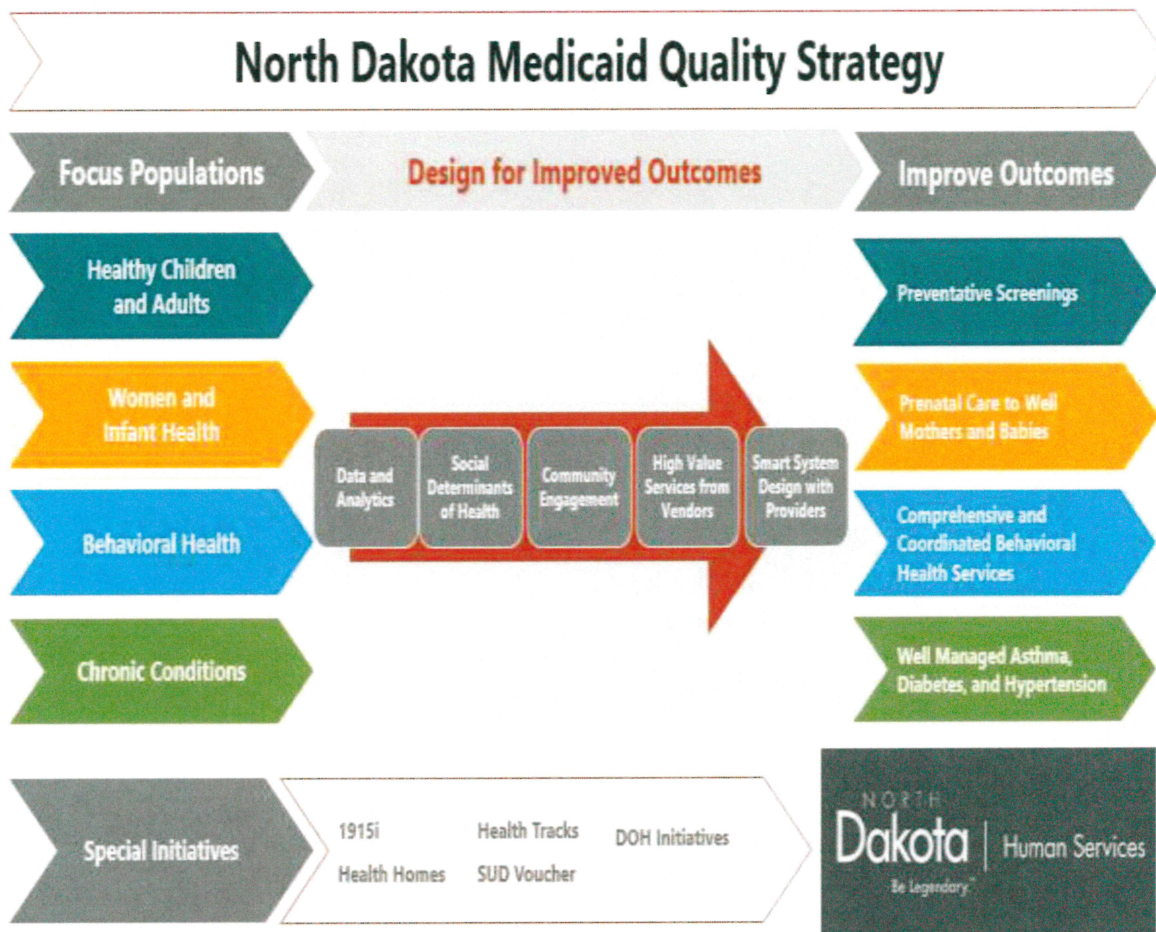 North Dakota Medicaid Quality Strategy
Focus Populations
Design for Improved Outcomes
Improve Outcomes
Healthy Children
and Adults
Preventative Screenings
Women and
Infant Health
Prenatal Care to Well
Mothers and Babies
Data and
Analytics
Social
Determinants
of Health
Community
Engagement
High Value
Services from
Vendors
Smart System
Design with
Providers
Behavioral Health
Comprehensive and
Coordinated Behavioral
Health Services
Chronic Conditions
Well Managed Asthma,
Diabetes, and Hypertension
Special Initiatives
1915i
Health Homes
Health Tracks
SUD Voucher
DOH Initiatives
NORTH
Dakota
Be Legendary.™
Human Services